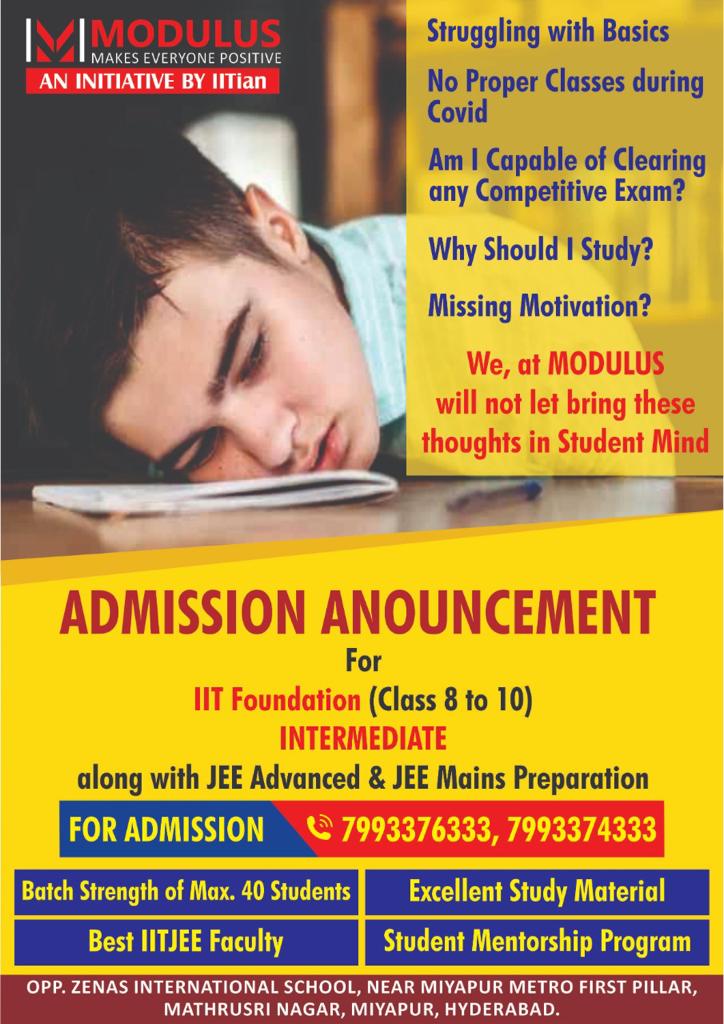 MODULUS
MAKES EVERYONE POSITIVE
AN INITIATIVE BY IITian
Struggling with Basics
No Proper Classes during
Covid
Am I Capable of Clearing
any Competitive Exam?
Why Should I Study?
Missing Motivation?
We, at MODULUS
will not let bring these
thoughts in Student Mind
ADMISSION ANOUNCEMENT
For
IIT Foundation (Class 8 to 10)
INTERMEDIATE
along with JEE Advanced & JEE Mains Preparation
FOR ADMISSION 7993376333, 7993374333
Batch Strength of Max. 40 Students
Excellent Study Material
Best IITJEE Faculty
Student Mentorship Program
OPP. ZENAS INTERNATIONAL SCHOOL, NEAR MIYAPUR METRO FIRST PILLAR,
MATHRUSRI NAGAR, MIYAPUR, HYDERABAD.